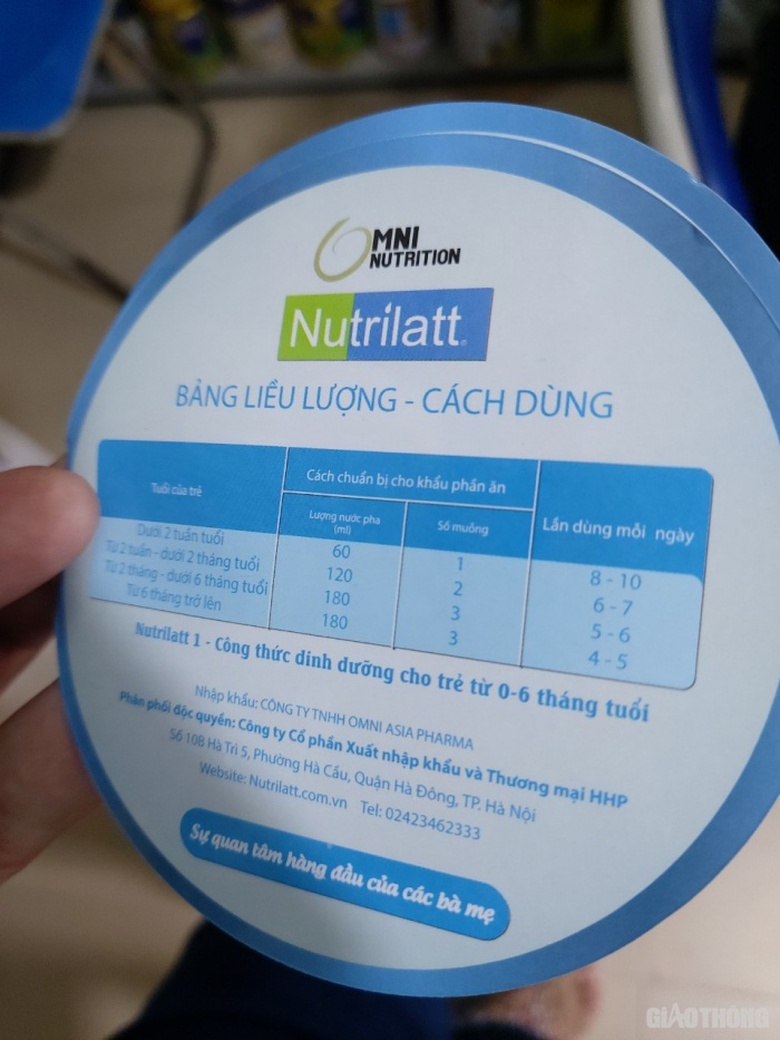 OMNI
NUTRITION
Nutrilatt®
BẢNG LIỀU LƯỢNG - CÁCH DÙNG
Tuổi của trẻ
Cách chuẩn bị cho khẩu phần ăn
Lần dùng mỗi ngày
Lượng nước pha (ml)
Số muỗng
Dưới 2 tuần tuổi 60 1 8 - 10
Từ 2 tuần - dưới 2 tháng tuổi 120 2 6 - 7
Từ 2 tháng - dưới 6 tháng tuổi 180 3 5 - 6
Từ 6 tháng trở lên 180 3 4 - 5
Nutrilatt 1 - Công thức dinh dưỡng cho trẻ từ 0-6 tháng tuổi
Nhập khẩu: CÔNG TY TNHH OMNI ASIA PHARMA
Phân phối độc quyền: Công ty Cổ phần Xuất nhập khẩu và Thương mại HHP
Số 10B Hà Trì 5, Phường Hà Cầu, Quận Hà Đông, TP. Hà Nội
Website: Nutrilatt.com.vn Tel: 02423462333
Sự quan tâm hàng đầu của các bà mẹ
GIAOTHÔNG